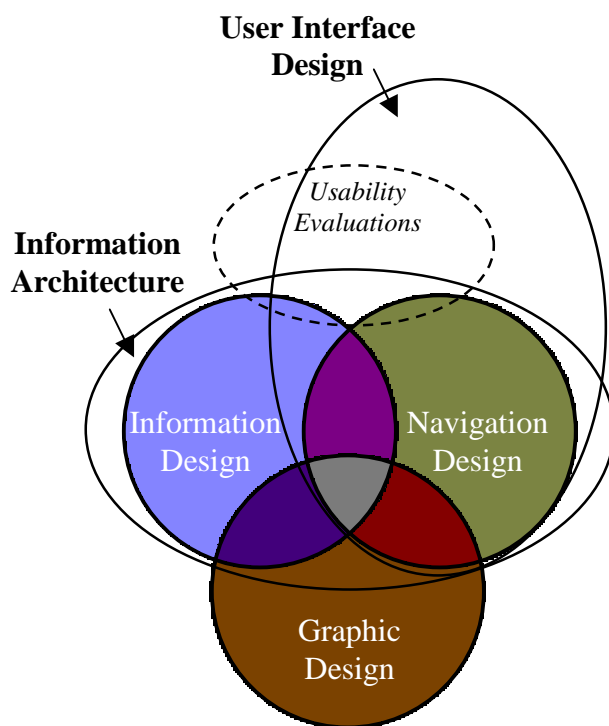 User Interface
Design
Usability
Evaluations
Information
Architecture
Information
Design
Navigation
Design
Graphic
Design